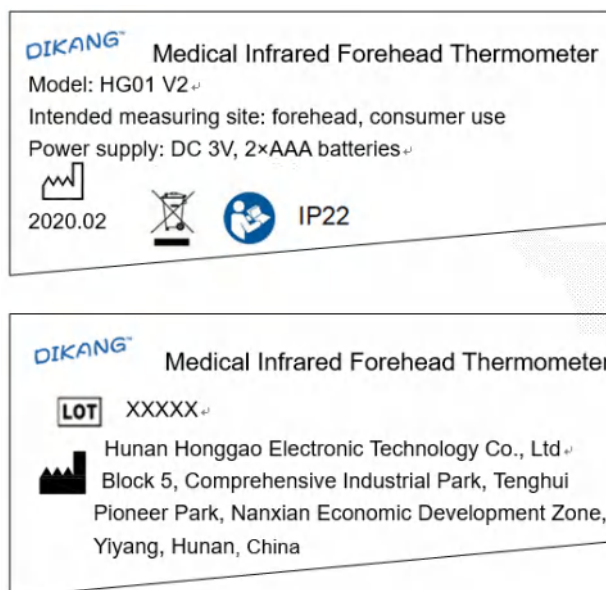 DIKANG™ Medical Infrared Forehead Thermometer
Model: HG01 V2↵
Intended measuring site: forehead, consumer use
Power supply: DC 3V, 2×AAA batteries↵
2020.02 IP22
DIKANG™ Medical Infrared Forehead Thermometer
LOT XXXXX↵
Hunan Honggao Electronic Technology Co., Ltd↵
Block 5, Comprehensive Industrial Park, Tenghui
Pioneer Park, Nanxian Economic Development Zone,
Yiyang, Hunan, China